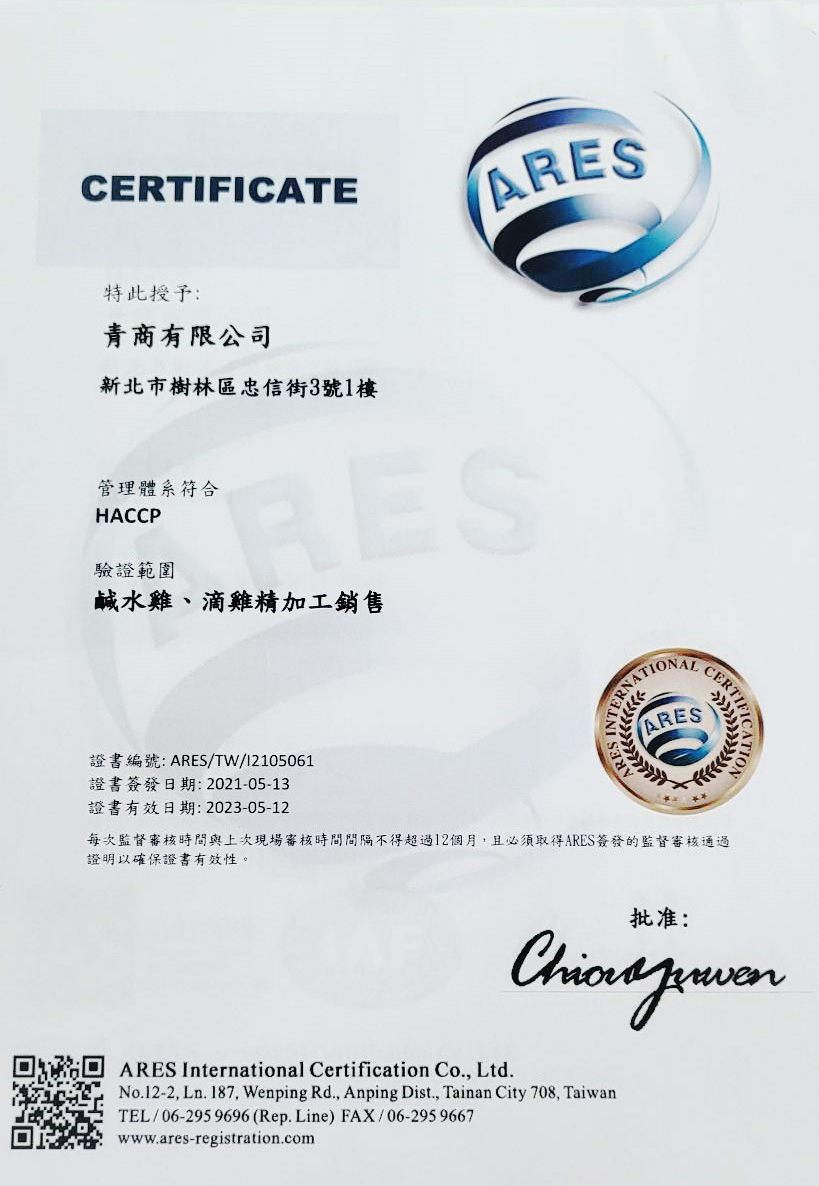 CERTIFICATE
ARES
特此授予:
青商有限公司
新北市樹林區忠信街3號1樓
管理體系符合
HACCP
驗證範圍
鹹水雞、滴雞精加工銷售
ARES INTERNATIONAL CERTIFICATION
ARES
證書編號: ARES/TW/I2105061
證書簽發日期: 2021-05-13
證書有效日期: 2023-05-12
每次監督審核時間與上次現場審核時間間隔不得超過12個月，且必須取得ARES簽發的監督審核通過
證明以確保證書有效性。
批准:
ARES International Certification Co., Ltd.
No.12-2, Ln. 187, Wenping Rd., Anping Dist., Tainan City 708, Taiwan
TEL / 06-295 9696 (Rep. Line) FAX / 06-295 9667
www.ares-registration.com